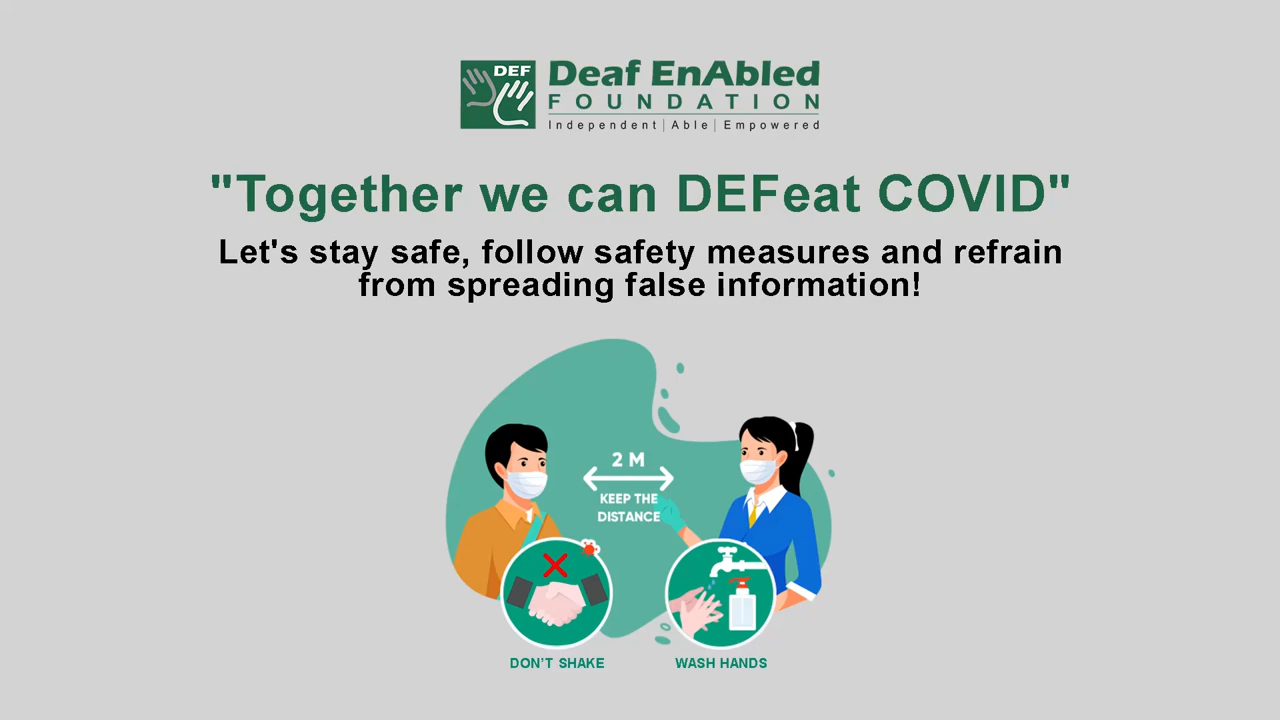 DEF
Deaf EnAbled
FOUNDATION
Independent | Able | Empowered
"Together we can DEFeat COVID"
Let's stay safe, follow safety measures and refrain
from spreading false information!
2 M
KEEP THE
DISTANCE
DON'T SHAKE
WASH HANDS